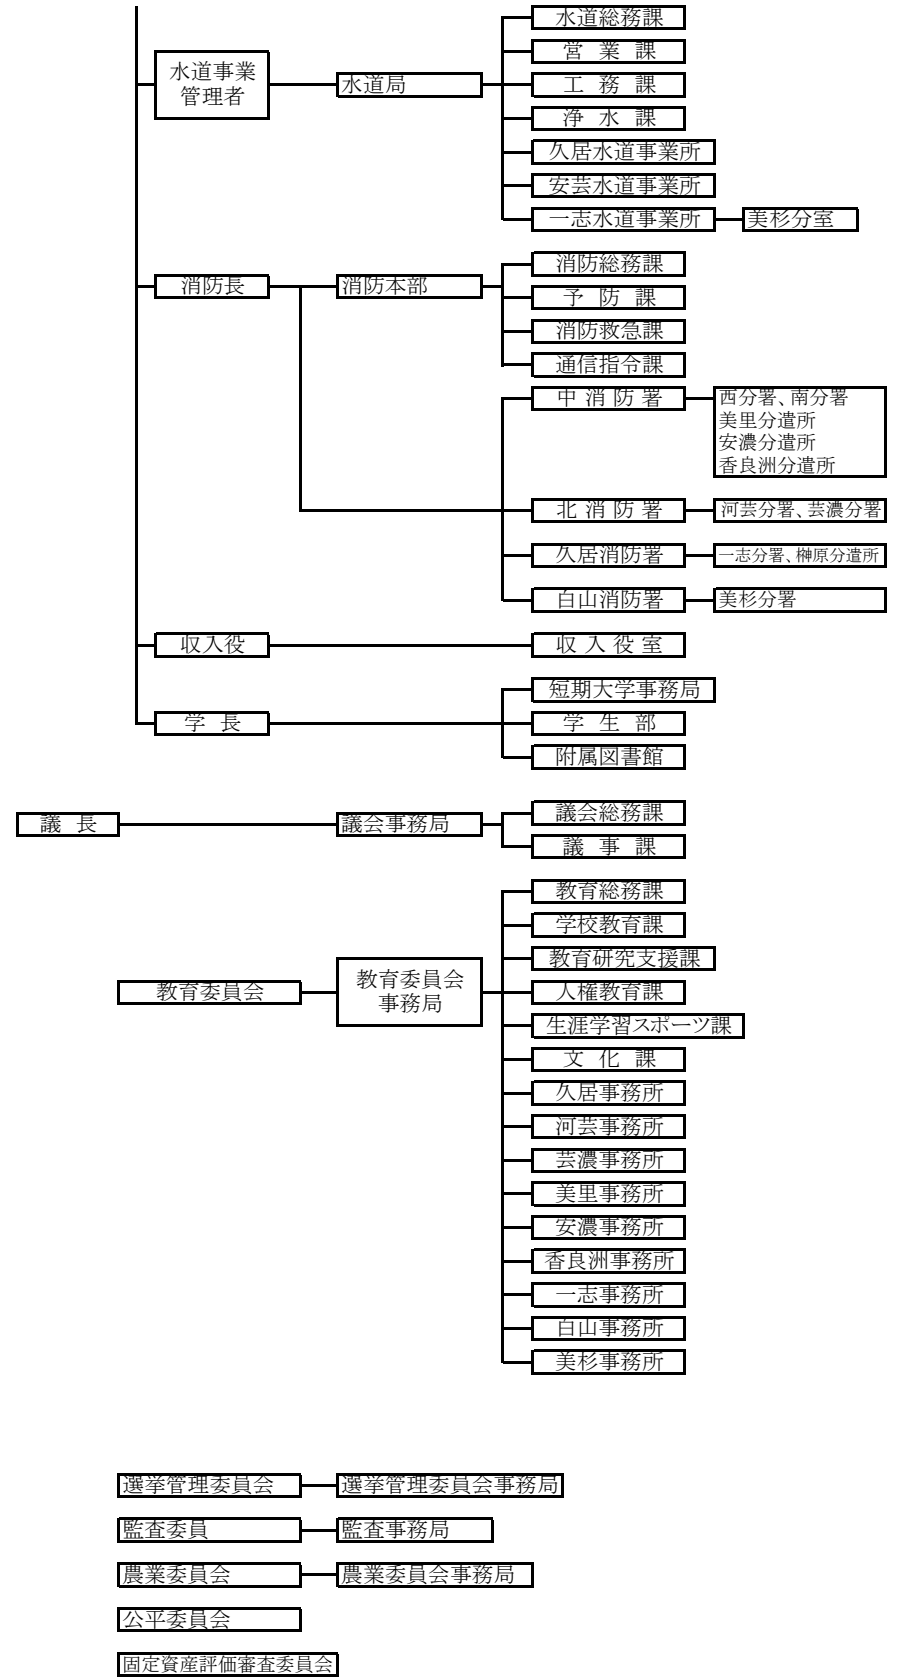 水道事業
管理者
水道局
水道総務課
営業課
工務課
浄水課
久居水道事業所
安芸水道事業所
一志水道事業所
美杉分室
消防長
消防本部
消防総務課
予防課
消防救急課
通信指令課
中消防署
西分署、南分署
美里分遣所
安濃分遣所
香良洲分遣所
北消防署
河芸分署、芸濃分署
久居消防署
一志分署、榊原分遣所
白山消防署
美杉分署
収入役
収入役室
学長
短期大学事務局
学生部
附属図書館
議長
議会事務局
議会総務課
議事課
教育委員会
教育委員会
事務局
教育総務課
学校教育課
教育研究支援課
人権教育課
生涯学習スポーツ課
文化課
久居事務所
河芸事務所
芸濃事務所
美里事務所
安濃事務所
香良洲事務所
一志事務所
白山事務所
美杉事務所
選挙管理委員会
選挙管理委員会事務局
監査委員
監査事務局
農業委員会
農業委員会事務局
公平委員会
固定資産評価審査委員会